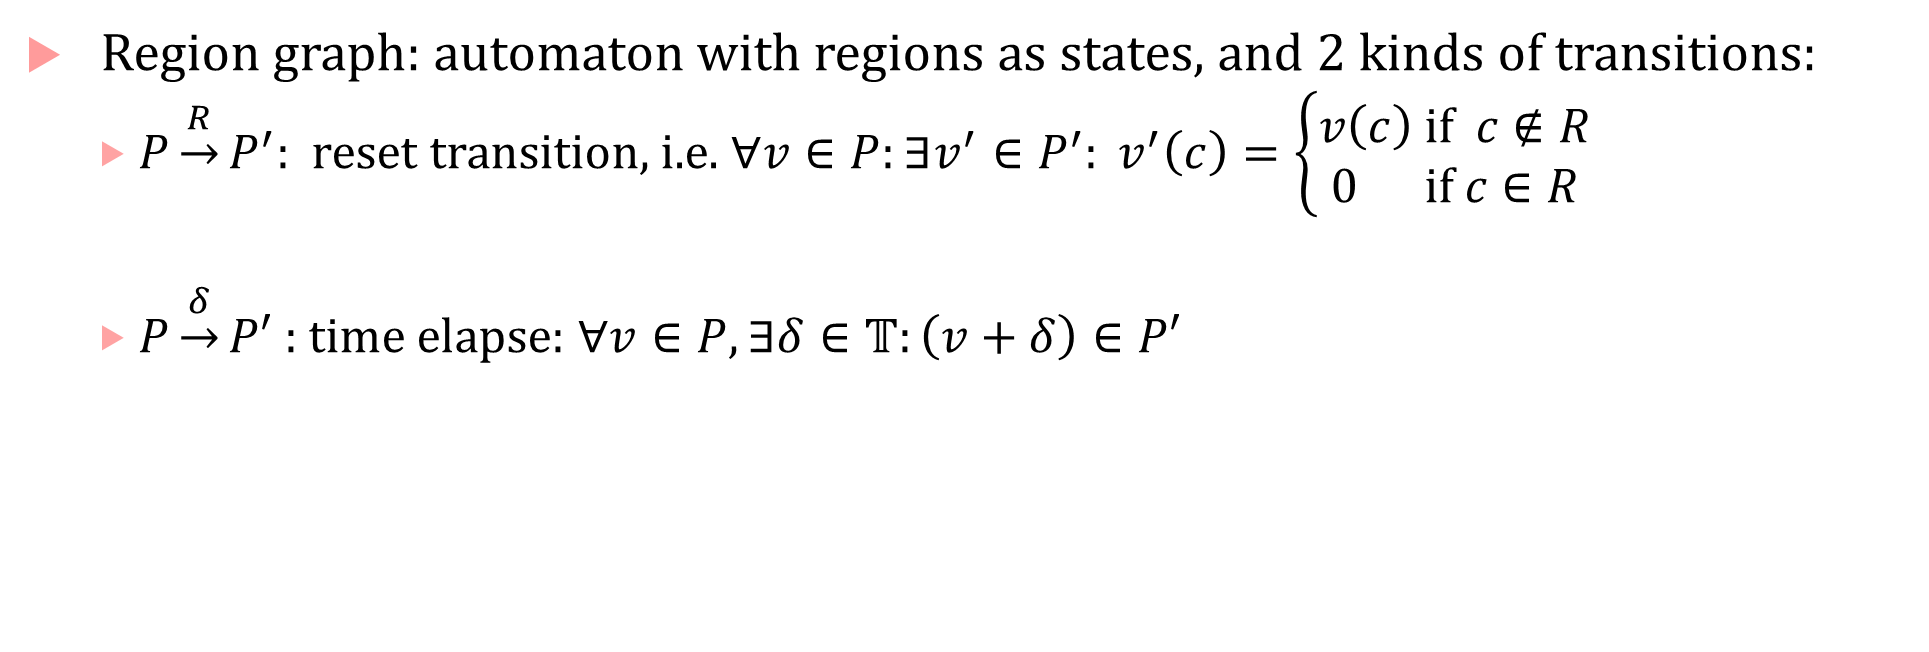 Region graph: automaton with regions as states, and 2 kinds of transitions:
P →^R P′: reset transition, i.e. ∀v ∈ P: ∃v′ ∈ P′: v′(c) = { v(c) if c ∉ R
0 if c ∈ R
P →^δ P′ : time elapse: ∀v ∈ P, ∃δ ∈ 𝕋: (v + δ) ∈ P′